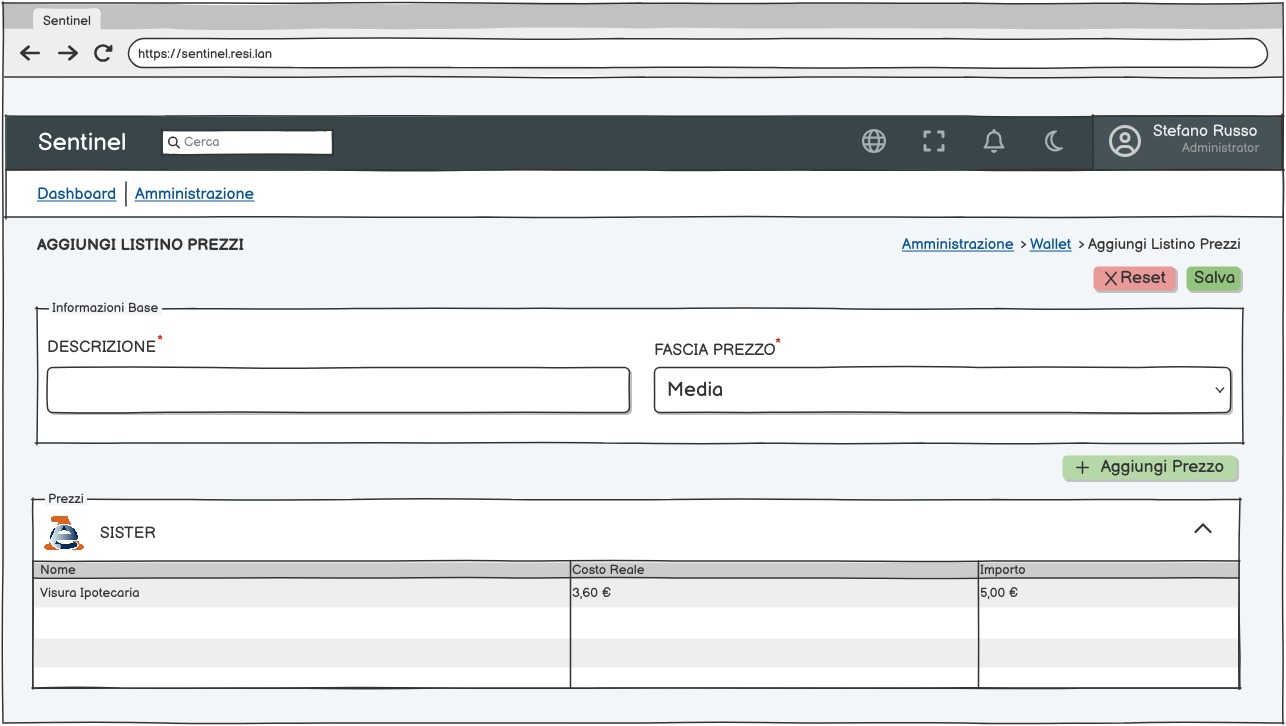 Sentinel
https://sentinel.resi.lan
Sentinel
Cerca
Stefano Russo
Administrator
Dashboard
Amministrazione
AGGIUNGI LISTINO PREZZI
Amministrazione > Wallet > Aggiungi Listino Prezzi
X Reset
Salva
Informazioni Base
DESCRIZIONE*
FASCIA PREZZO*
Media
+ Aggiungi Prezzo
Prezzi
SISTER
Nome Costo Reale Importo
Visura Ipotecaria 3,60 € 5,00 €